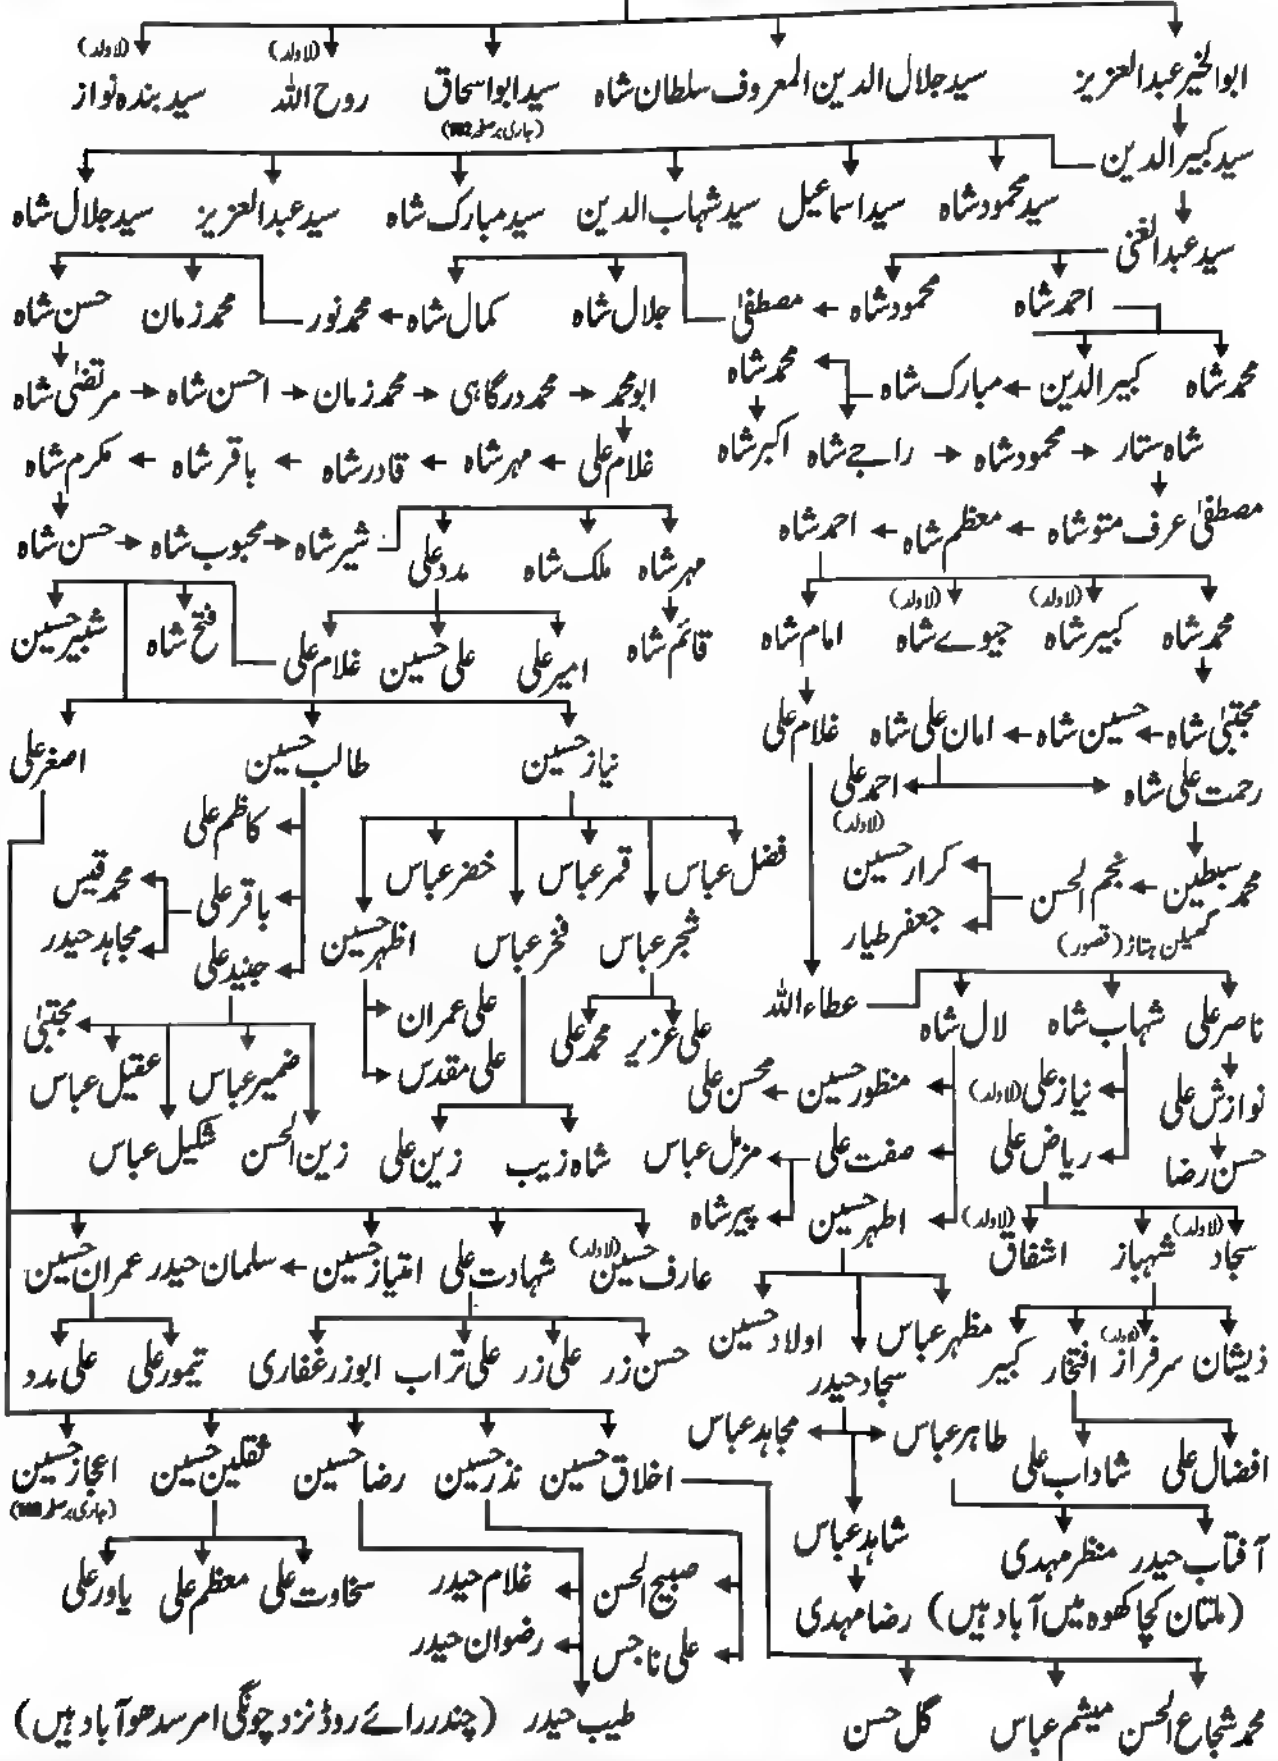 (لاولد) (لاولد)
ابوالخیر عبدالعزیز سید جلال الدین المعروف سلطان شاہ سید ابواسحاق روح اللہ سید بندہ نواز
سید کبیر الدین
سید محمود شاہ سید اسماعیل سید شہاب الدین سید مبارک شاہ سید عبدالعزیز سید جلال شاہ
سید عبدالغنی
احمد شاہ محمود شاہ مصطفیٰ جلال شاہ کمال شاہ محمد نور محمد زمان حسن شاہ
محمد شاہ کبیر الدین مبارک شاہ محمد شاہ ابو محمد محمد درگاہی محمد زمان احسن شاہ مرتضیٰ شاہ
شاہ ستار محمود شاہ راجے شاہ اکبر شاہ غلام علی مہر شاہ قادر شاہ باقر شاہ مکرم شاہ
مصطفیٰ عرف متو شاہ معظم شاہ احمد شاہ مہر شاہ ملک شاہ مدد علی شیر شاہ محبوب شاہ حسن شاہ
(لاولد) (لاولد)
محمد شاہ کبیر شاہ جیوے شاہ امام شاہ قائم شاہ امیر علی علی حسین غلام علی فتح شاہ شبیر حسین
مجتبیٰ شاہ حسین شاہ امان علی شاہ غلام علی نیاز حسین طالب حسین اصغر علی
رحمت علی شاہ احمد علی (لاولد) کاظم علی
محمد سبطین نجم الحسن کرار حسین فضل عباس قمر عباس خضر عباس باقر علی محمد قیس
(قصور) جعفر طیار شجر عباس فخر عباس اظہر حسین جنید علی مجاہد حیدر
ناصر علی شہاب شاہ لال شاہ عطاء اللہ علی عزیر محمد علی علی عمران مجتبیٰ
نوازش علی نیاز علی (لاولد) منظور حسین محسن علی علی مقدس ضمیر عباس عقیل عباس
حسن رضا ریاض علی صفت علی مزمل عباس شاہ زیب زین علی زین الحسن شکیل عباس
(لاولد) (لاولد) اطہر حسین پیر شاہ
سجاد شہباز اشفاق عارف حسین (لاولد) شہادت علی امتیاز حسین سلمان حیدر عمران حسین
ذیشان سرفراز (لاولد) افتخار کبیر مظہر عباس اولاد حسین حسن زر علی زر علی تراب ابوزر غفاری تیمور علی علی مدد
سجاد حیدر
افضال علی شاداب علی طاہر عباس مجاہد عباس اخلاق حسین نذر حسین رضا حسین ثقلین حسین اعجاز حسین
آفتاب حیدر منظر مہدی شاہد عباس صبیح الحسن غلام حیدر سخاوت علی معظم علی یاور علی
(ملتان کچا کھوہ میں آباد ہیں) رضا مہدی علی ناجس رضوان حیدر
محمد شجاع الحسن میشم عباس گل حسن طیب حیدر (چندر رائے روڈ نزد چونگی امر سدھو آباد ہیں)